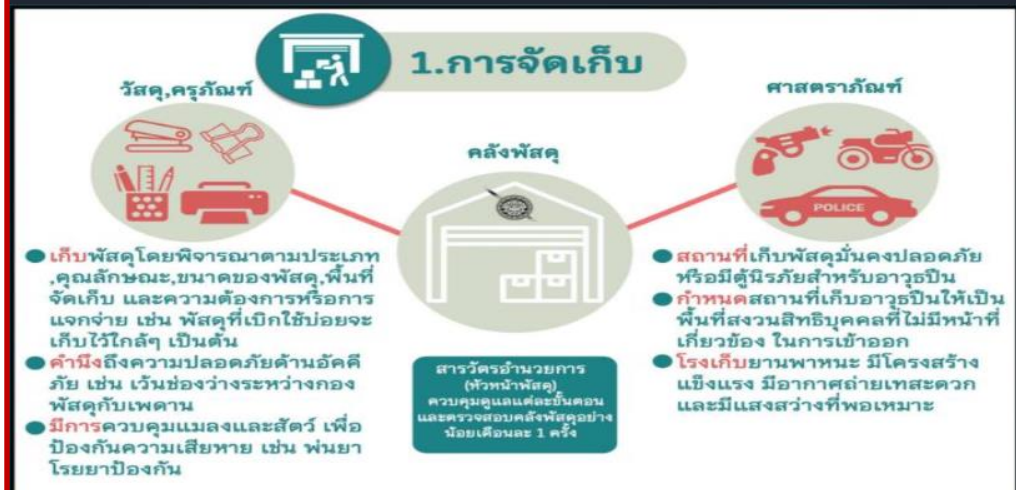 1.การจัดเก็บ
วัสดุ,ครุภัณฑ์
เก็บพัสดุโดยพิจารณาตามประเภท
,คุณลักษณะ,ขนาดของพัสดุ,พื้นที่
จัดเก็บ และความต้องการหรือการ
แจกจ่าย เช่น พัสดุที่เบิกใช้บ่อยจะ
เก็บไว้ใกล้ๆ เป็นต้น
คำนึงถึงความปลอดภัยด้านอัคคี
ภัย เช่น เว้นช่องว่างระหว่างกอง
พัสดุกับเพดาน
มีการควบคุมแมลงและสัตว์ เพื่อ
ป้องกันความเสียหาย เช่น พ่นยา
โรยยาป้องกัน
คลังพัสดุ
สารวัตรอำนวยการ
(หัวหน้าพัสดุ)
ควบคุมดูแลแต่ละขั้นตอน
และตรวจสอบคลังพัสดุอย่าง
น้อยเดือนละ 1 ครั้ง
ศาสตราภัณฑ์
POLICE
สถานที่เก็บพัสดุมั่นคงปลอดภัย
หรือมีตู้นิรภัยสำหรับอาวุธปืน
กำหนดสถานที่เก็บอาวุธปืนให้เป็น
พื้นที่สงวนสิทธิบุคคลที่ไม่มีหน้าที่
เกี่ยวข้อง ในการเข้าออก
โรงเก็บยานพาหนะ มีโครงสร้าง
แข็งแรง มีอากาศถ่ายเทสะดวก
และมีแสงสว่างที่พอเหมาะ